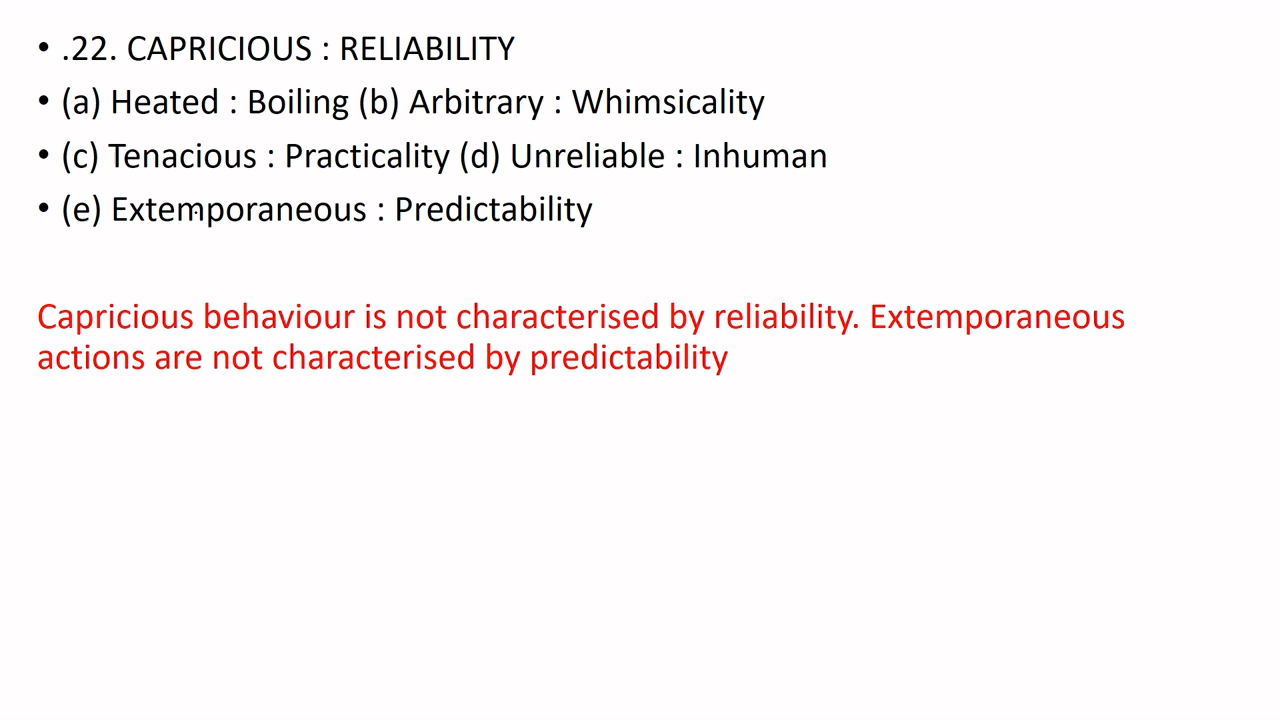 • .22. CAPRICIOUS : RELIABILITY
• (a) Heated : Boiling (b) Arbitrary : Whimsicality
• (c) Tenacious : Practicality (d) Unreliable : Inhuman
• (e) Extemporaneous : Predictability
Capricious behaviour is not characterised by reliability. Extemporaneous
actions are not characterised by predictability